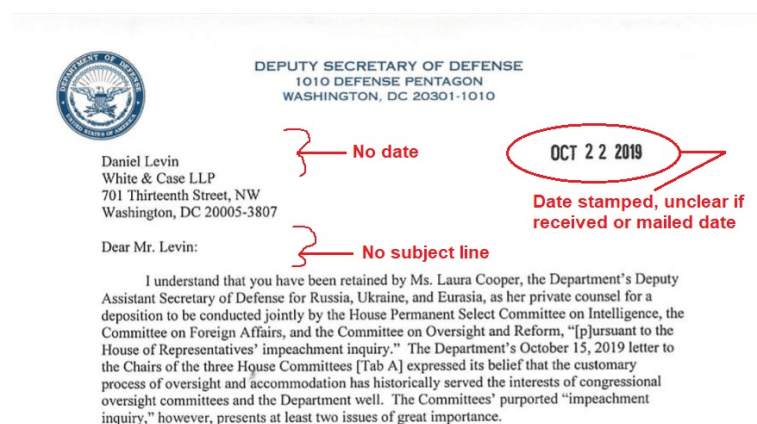 DEPARTMENT OF DEFENSE
UNITED STATES OF AMERICA
DEPUTY SECRETARY OF DEFENSE
1010 DEFENSE PENTAGON
WASHINGTON, DC 20301-1010
No date
OCT 22 2019
Daniel Levin
White & Case LLP
701 Thirteenth Street, NW
Washington, DC 20005-3807
Date stamped, unclear if
received or mailed date
Dear Mr. Levin:
No subject line
I understand that you have been retained by Ms. Laura Cooper, the Department's Deputy
Assistant Secretary of Defense for Russia, Ukraine, and Eurasia, as her private counsel for a
deposition to be conducted jointly by the House Permanent Select Committee on Intelligence, the
Committee on Foreign Affairs, and the Committee on Oversight and Reform, "[p]ursuant to the
House of Representatives' impeachment inquiry." The Department's October 15, 2019 letter to
the Chairs of the three House Committees [Tab A] expressed its belief that the customary
process of oversight and accommodation has historically served the interests of congressional
oversight committees and the Department well. The Committees' purported "impeachment
inquiry," however, presents at least two issues of great importance.